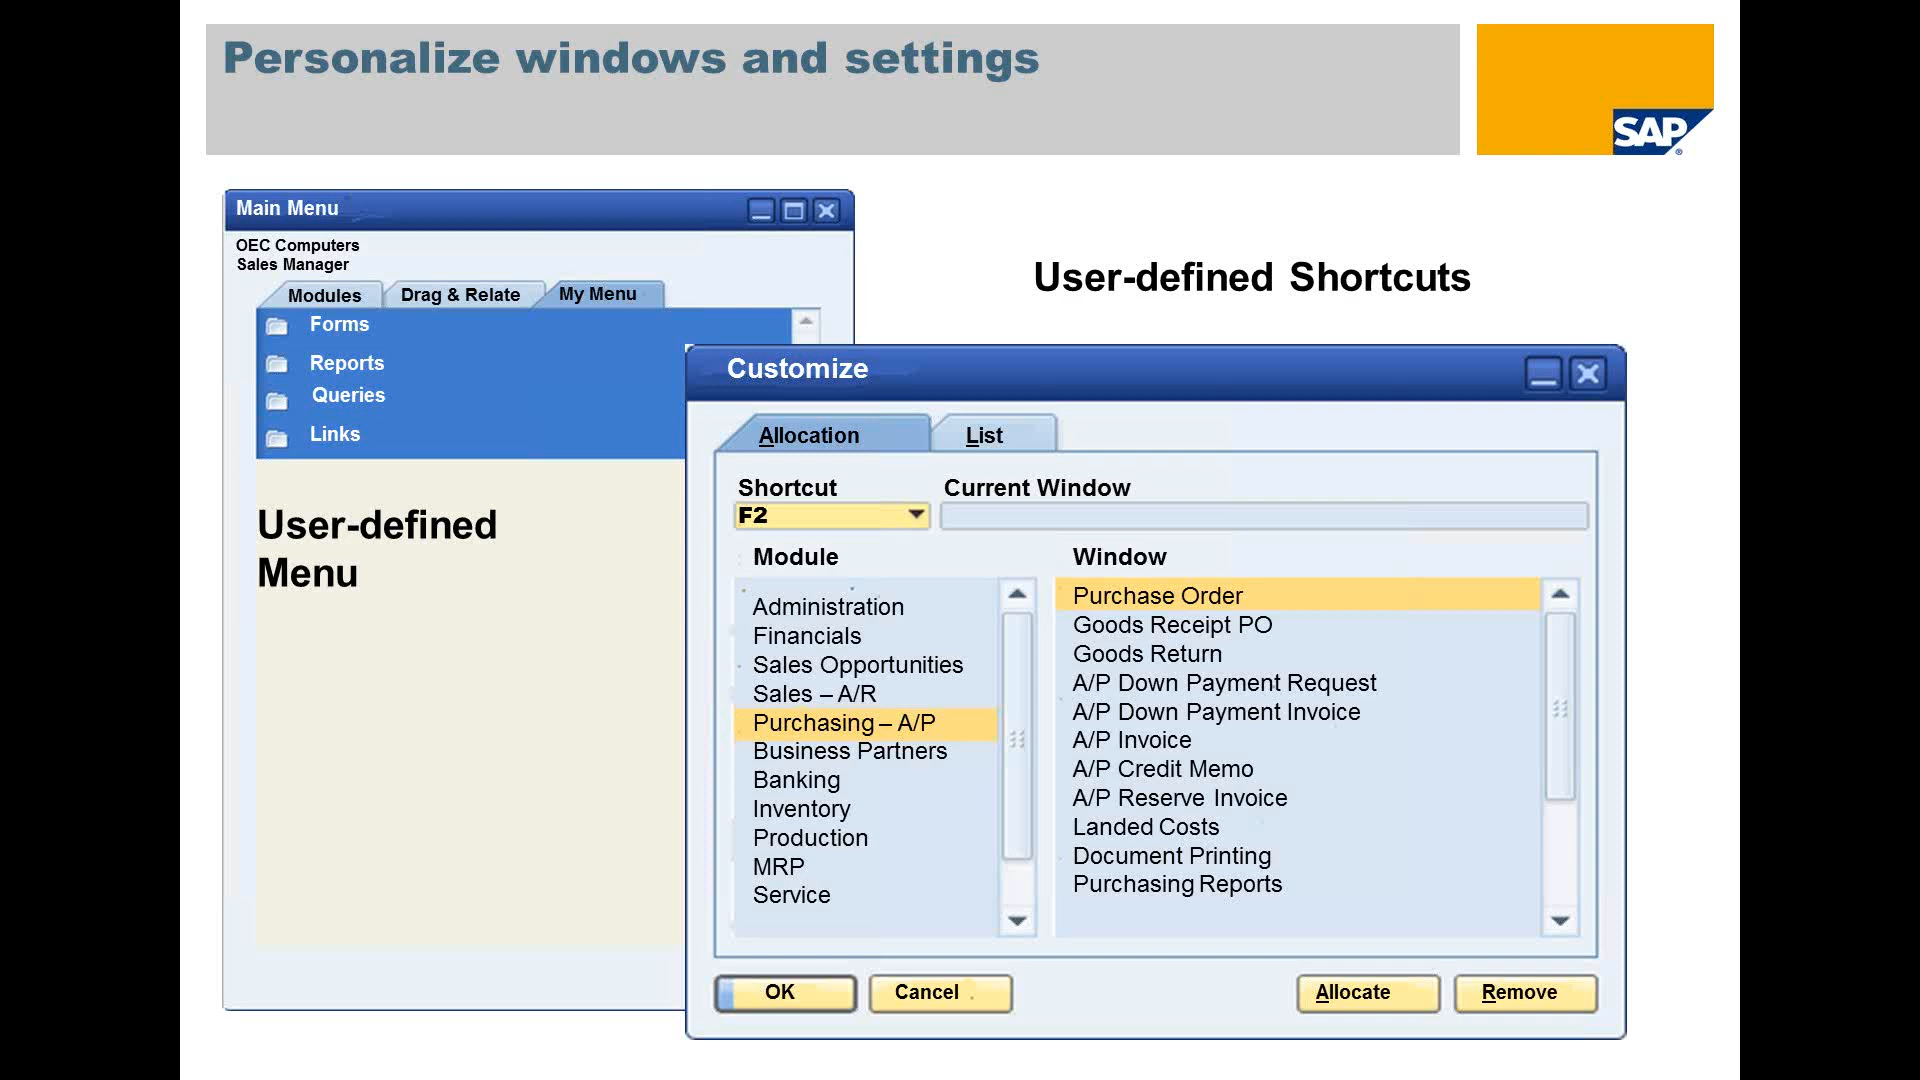 Personalize windows and settings
SAP
Main Menu
OEC Computers
Sales Manager
Modules
Drag & Relate
My Menu
Forms
Reports
Queries
Links
User-defined
Menu
User-defined Shortcuts
Customize
Allocation
List
Shortcut
Current Window
F2
Module
Window
Administration
Financials
Sales Opportunities
Sales – A/R
Purchasing – A/P
Business Partners
Banking
Inventory
Production
MRP
Service
Purchase Order
Goods Receipt PO
Goods Return
A/P Down Payment Request
A/P Down Payment Invoice
A/P Invoice
A/P Credit Memo
A/P Reserve Invoice
Landed Costs
Document Printing
Purchasing Reports
OK
Cancel
Allocate
Remove